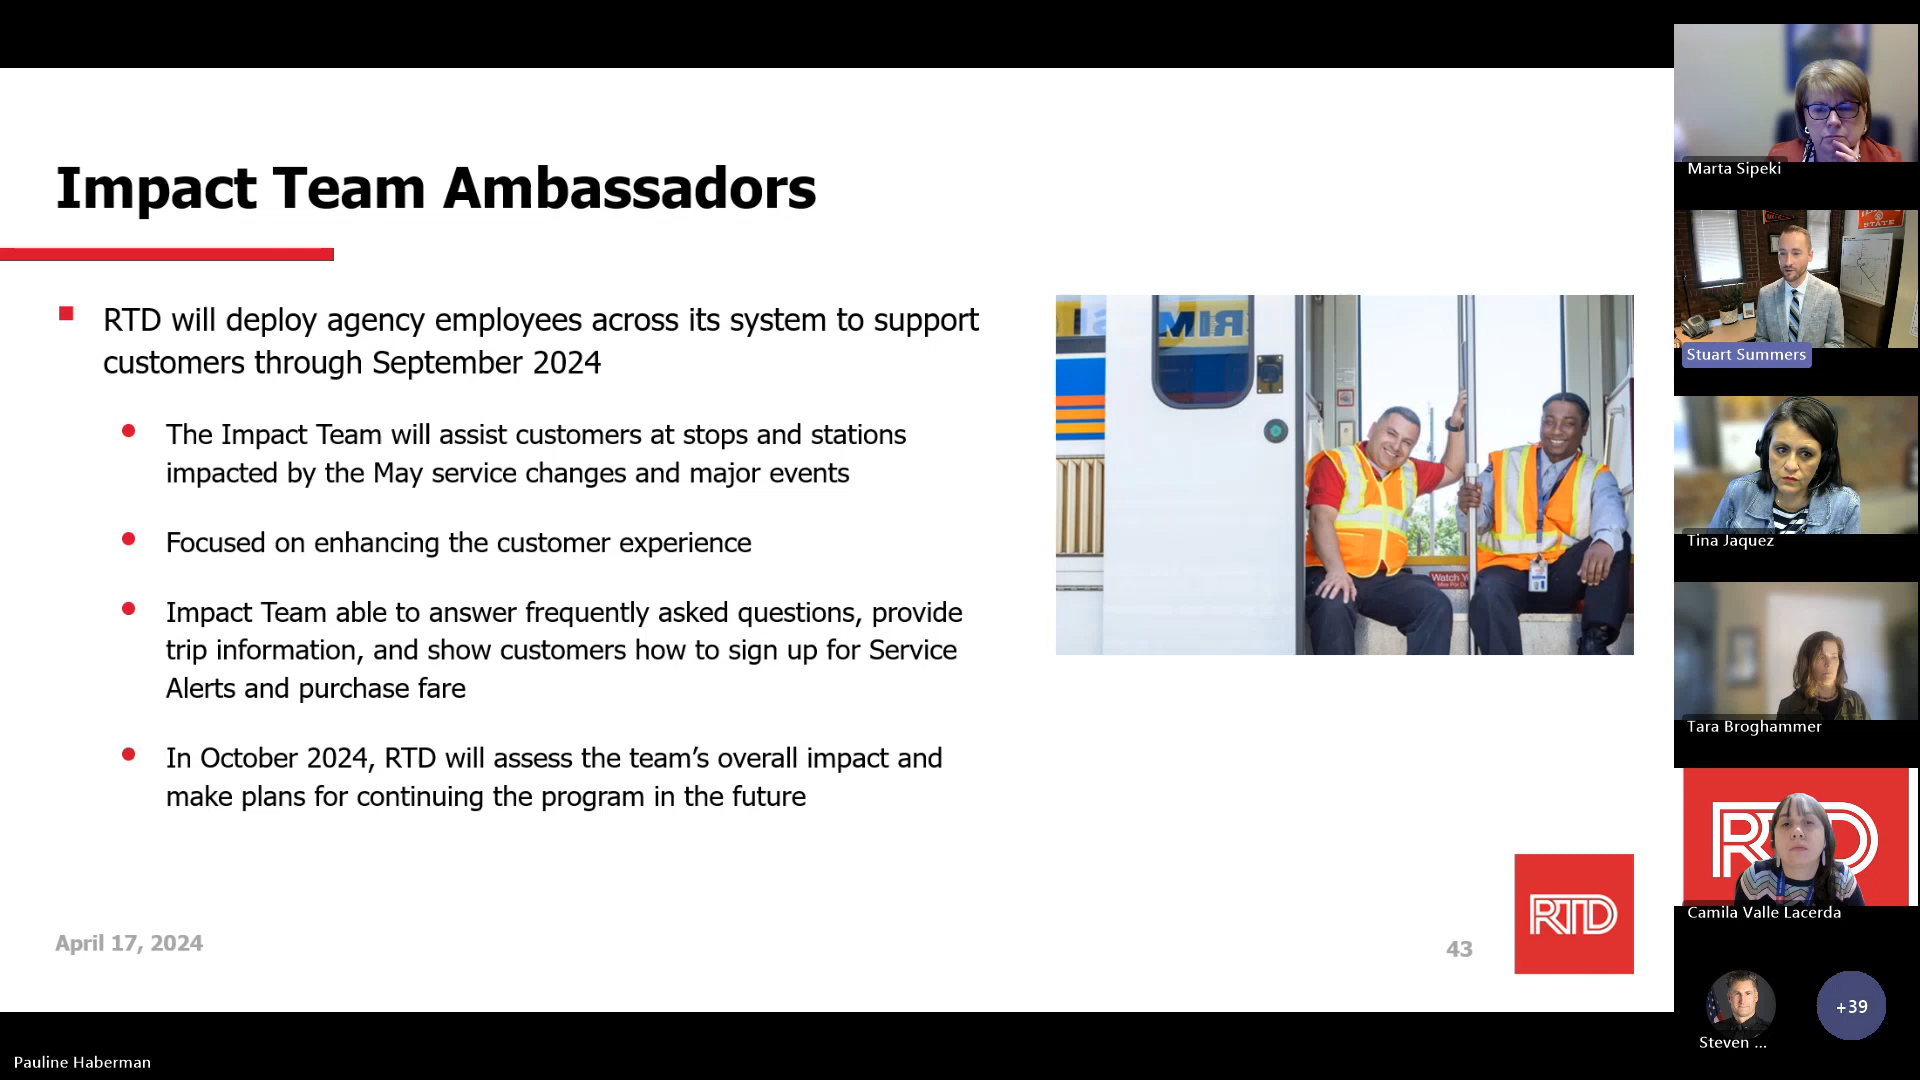 Impact Team Ambassadors
RTD will deploy agency employees across its system to support
customers through September 2024
The Impact Team will assist customers at stops and stations
impacted by the May service changes and major events
Focused on enhancing the customer experience
Impact Team able to answer frequently asked questions, provide
trip information, and show customers how to sign up for Service
Alerts and purchase fare
In October 2024, RTD will assess the team’s overall impact and
make plans for continuing the program in the future
April 17, 2024
43
RTD
Pauline Haberman
Marta Sipeki
STATE
Stuart Summers
Tina Jaquez
Tara Broghammer
RTD
Camila Valle Lacerda
Steven ...
+39